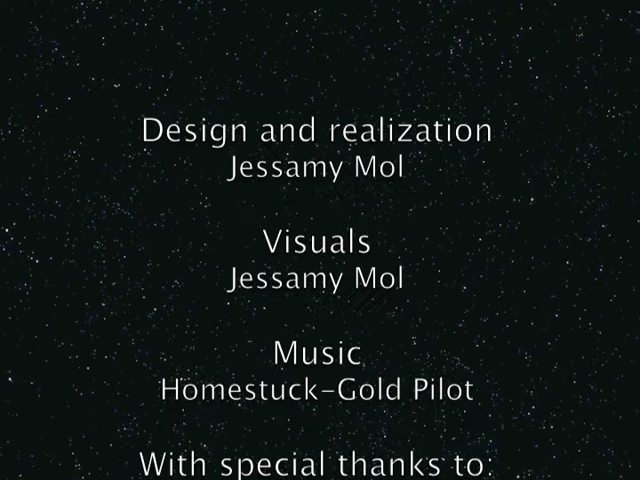 Design and realization
Jessamy Mol
Visuals
Jessamy Mol
Music
Homestuck-Gold Pilot
With special thanks to: